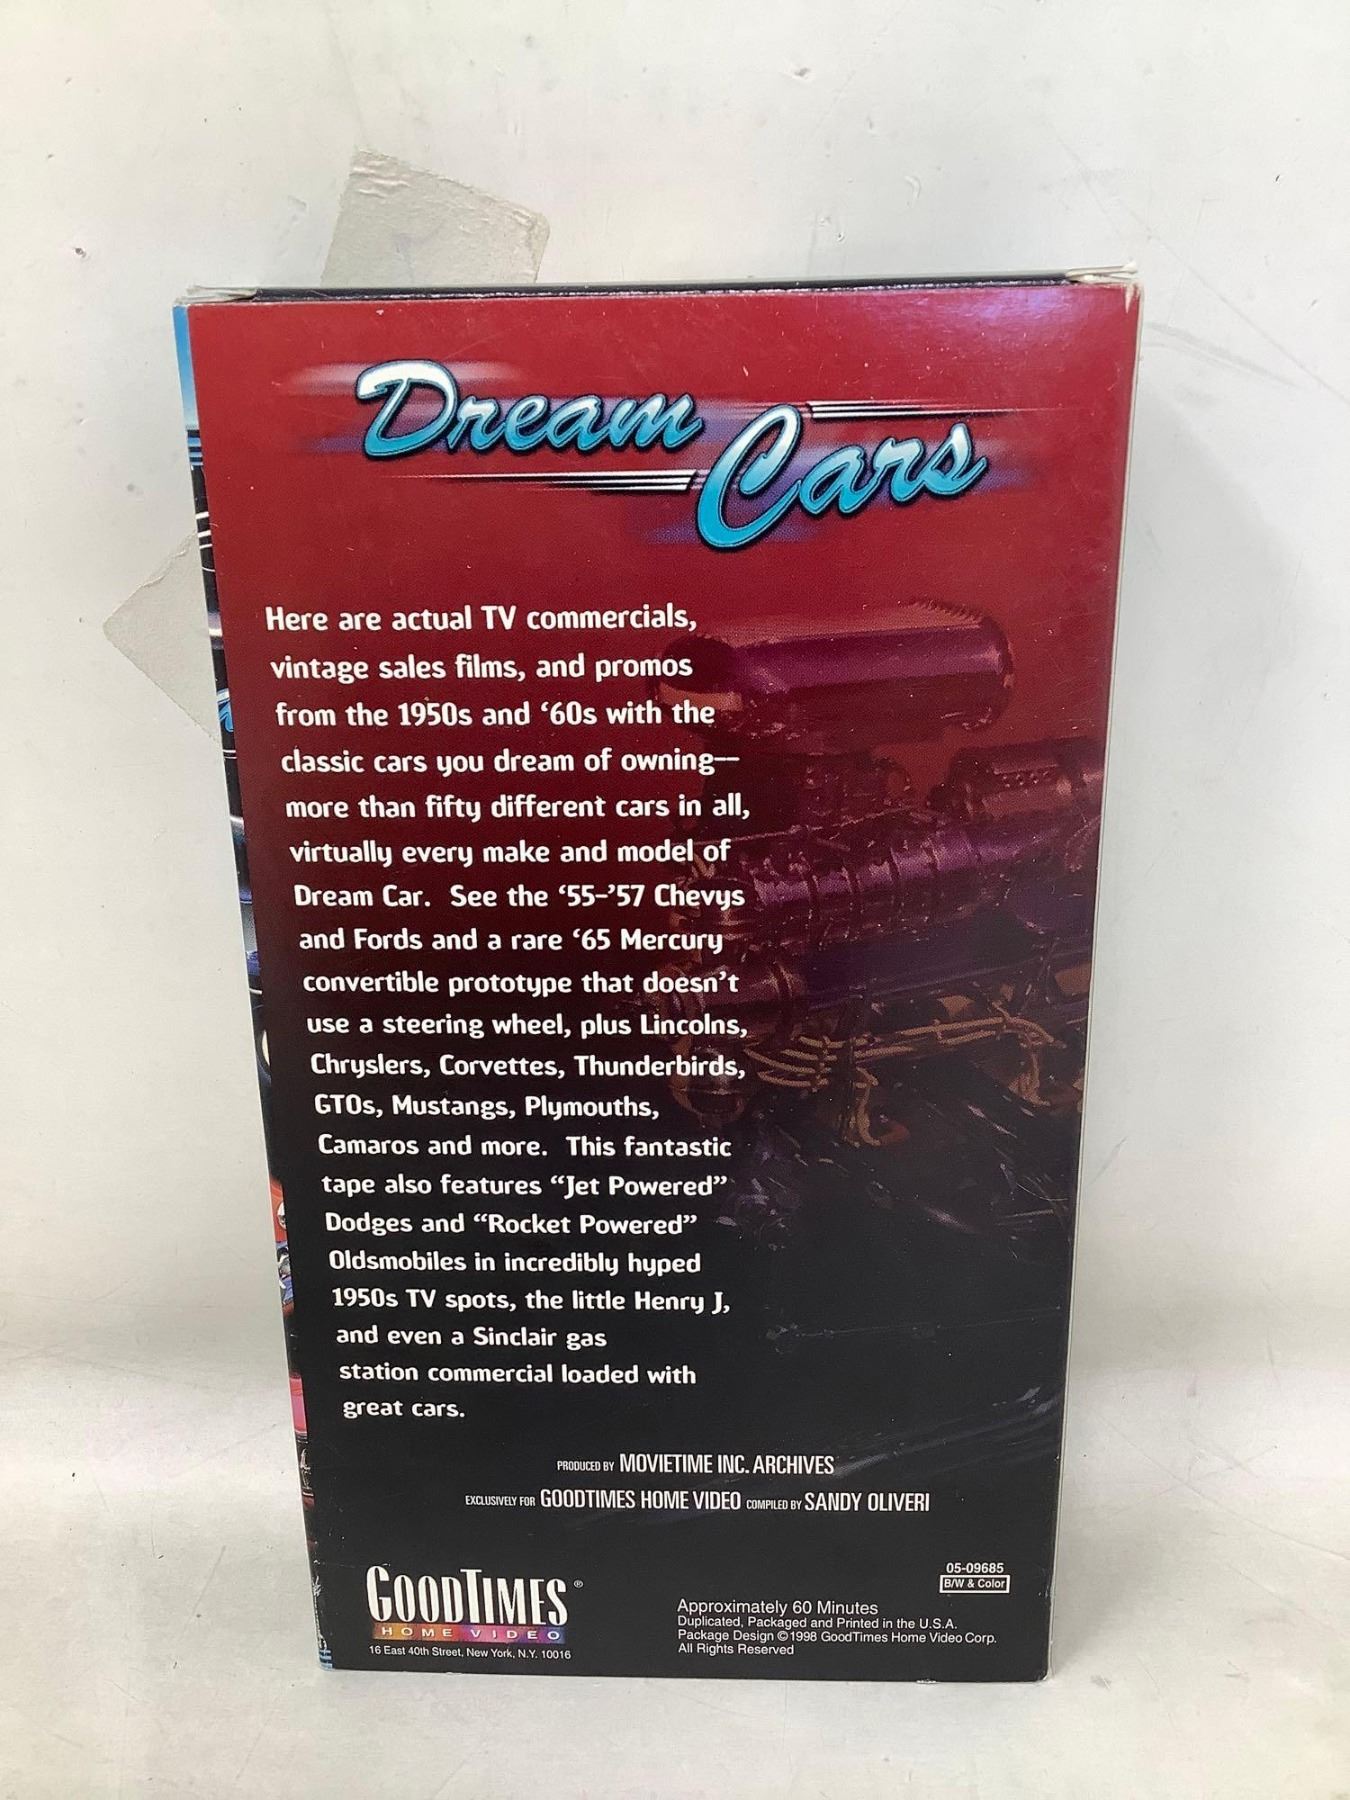 Dream Cars
Here are actual TV commercials,
vintage sales films, and promos
from the 1950s and ‘60s with the
classic cars you dream of owning—
more than fifty different cars in all,
virtually every make and model of
Dream Car. See the ‘55-’57 Chevys
and Fords and a rare ‘65 Mercury
convertible prototype that doesn’t
use a steering wheel, plus Lincolns,
Chryslers, Corvettes, Thunderbirds,
GTOs, Mustangs, Plymouths,
Camaros and more. This fantastic
tape also features “Jet Powered”
Dodges and “Rocket Powered”
Oldsmobiles in incredibly hyped
1950s TV spots, the little Henry J,
and even a Sinclair gas
station commercial loaded with
great cars.
PRODUCED BY MOVIETIME INC. ARCHIVES
EXCLUSIVELY FOR GOODTIMES HOME VIDEO COMPILED BY SANDY OLIVERI
GOODTIMES ®
HOME VIDEO
16 East 40th Street, New York, N.Y. 10016
05-09685
B/W & Color
Approximately 60 Minutes
Duplicated, Packaged and Printed in the U.S.A.
Package Design ©1998 GoodTimes Home Video Corp.
All Rights Reserved